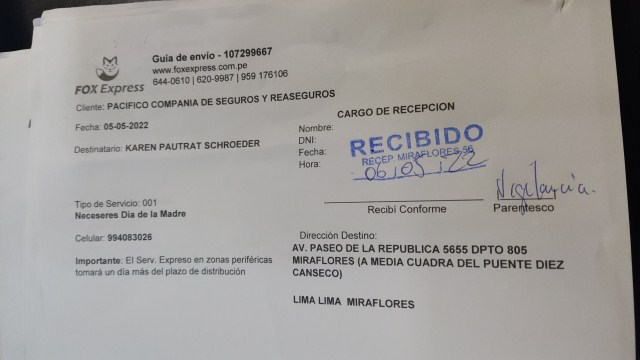 Guia de envio - 107299667
www.foxexpress.com.pe
644-0610 | 620-9987 | 959 176106
FOX Express
Cliente: PACIFICO COMPANIA DE SEGUROS Y REASEGUROS
Fecha: 05-05-2022
Destinatario: KAREN PAUTRAT SCHROEDER
CARGO DE RECEPCION
Nombre:
DNI:
Fecha:
Hora:
RECIBIDO
RECEP MIRAFLORES 56
06/05/22
Vigilancia.
Recibi Conforme
Parentesco
Tipo de Servicio: 001
Neceseres Dia de la Madre
Celular: 994083026
Importante: El Serv. Expreso en zonas periféricas
tomará un día más del plazo de distribución
Dirección Destino:
AV. PASEO DE LA REPUBLICA 5655 DPTO 805
MIRAFLORES (A MEDIA CUADRA DEL PUENTE DIEZ
CANSECO)
LIMA LIMA MIRAFLORES